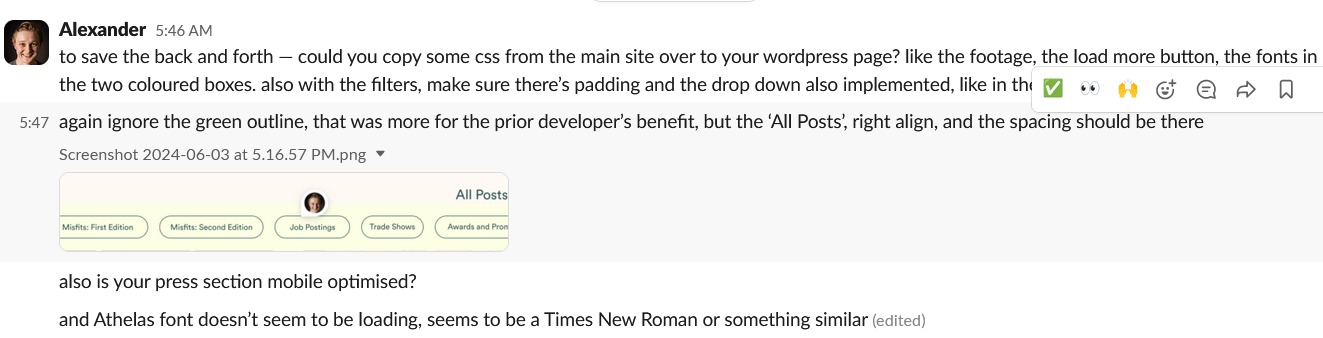 Alexander 5:46 AM
to save the back and forth — could you copy some css from the main site over to your wordpress page? like the footage, the load more button, the fonts in
the two coloured boxes. also with the filters, make sure there's padding and the drop down also implemented, like in the
5:47 again ignore the green outline, that was more for the prior developer's benefit, but the 'All Posts', right align, and the spacing should be there
Screenshot 2024-06-03 at 5.16.57 PM.png
All Posts
Misfits: First Edition Misfits: Second Edition Job Postings Trade Shows Awards and Pron
also is your press section mobile optimised?
and Athelas font doesn't seem to be loading, seems to be a Times New Roman or something similar (edited)